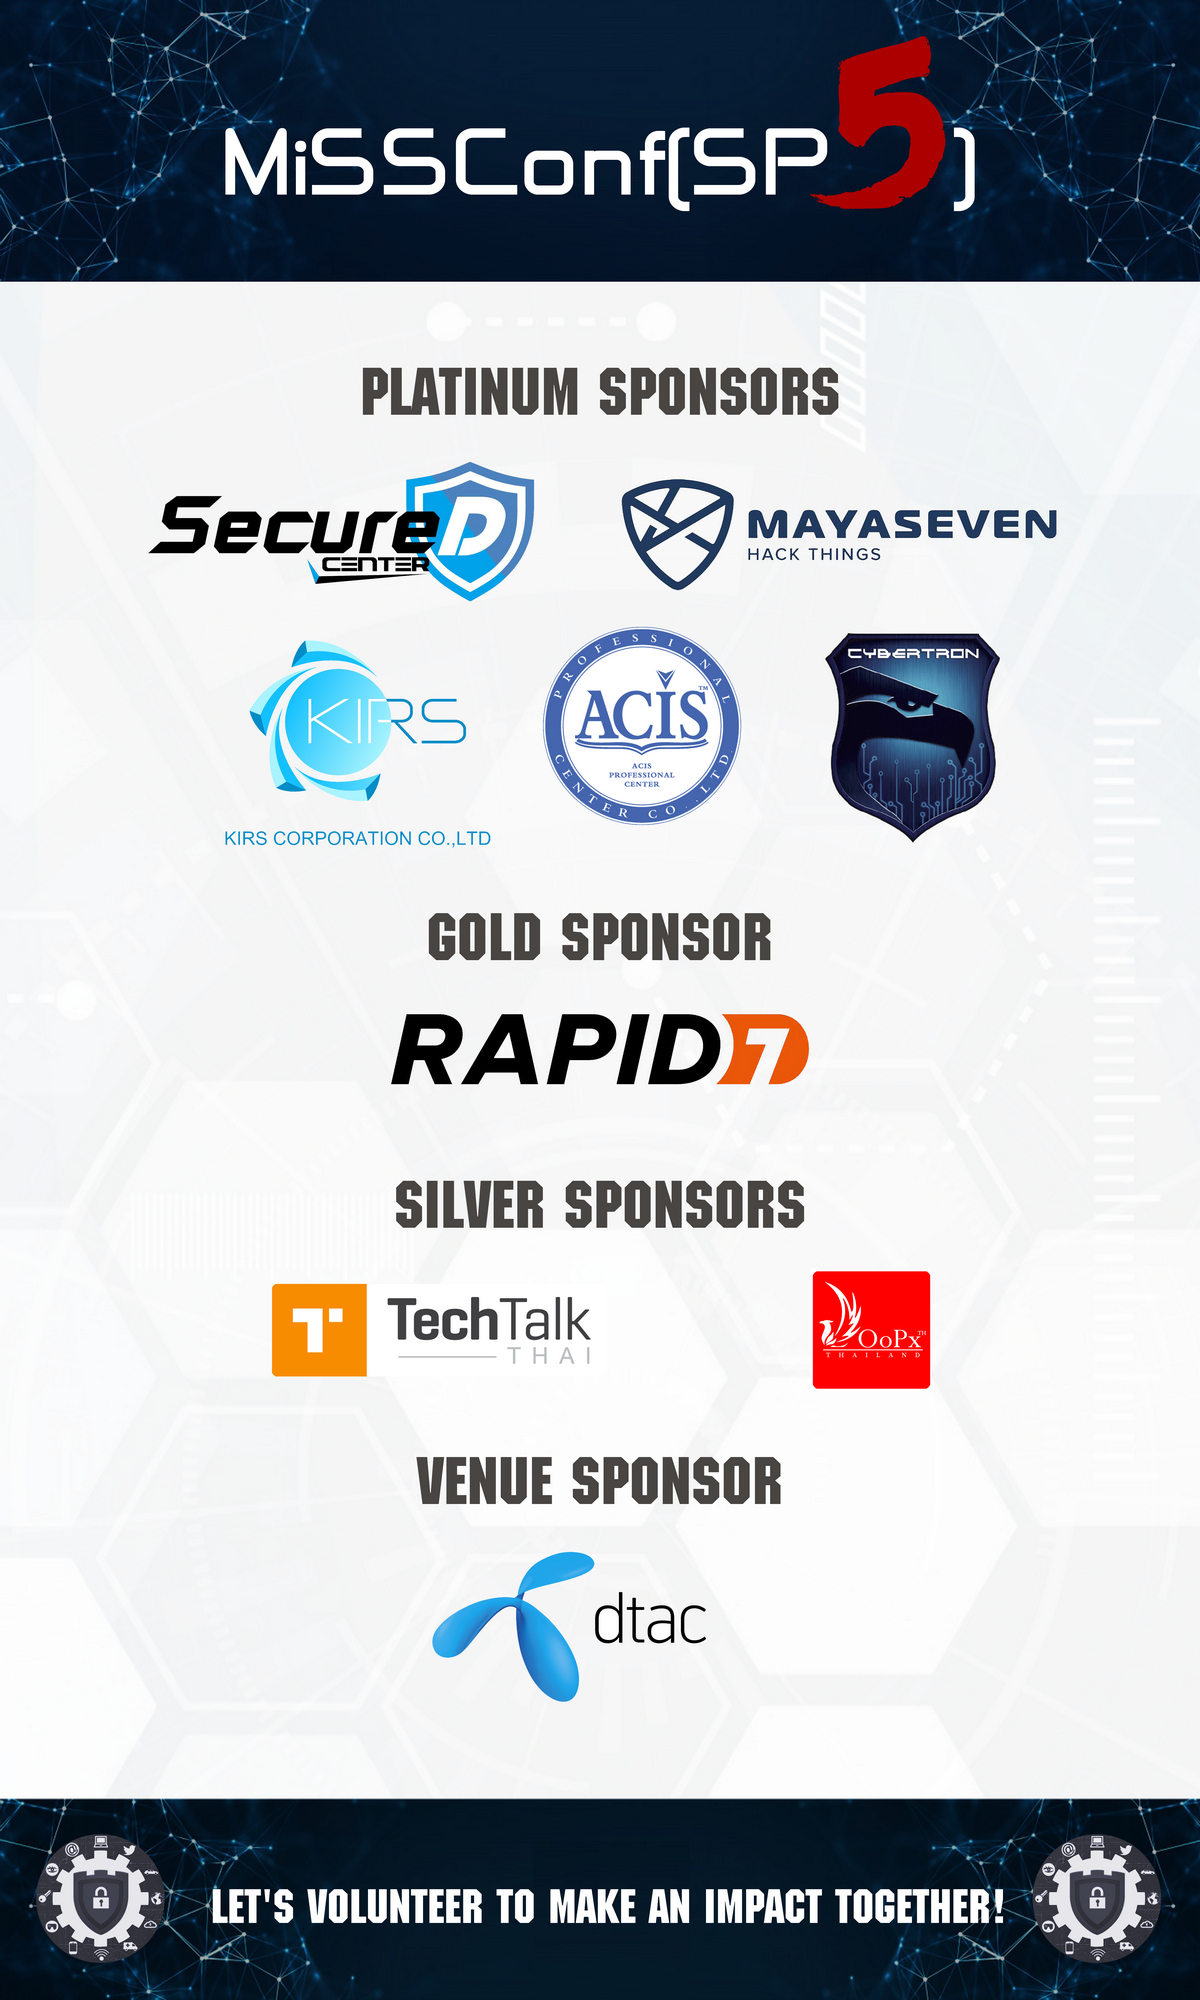 MiSSConf(SP5)
PLATINUM SPONSORS
SecureD
CENTER
MAYASEVEN
HACK THINGS
KIRS
KIRS CORPORATION CO.,LTD
PROFESSIONAL
ACIS™
ACIS
PROFESSIONAL
CENTER
CENTER CO., LTD.
CYBERTRON
GOLD SPONSOR
RAPID7
SILVER SPONSORS
T
TechTalk
THAI
OoPx TH
THAILAND
VENUE SPONSOR
dtac
LET'S VOLUNTEER TO MAKE AN IMPACT TOGETHER!